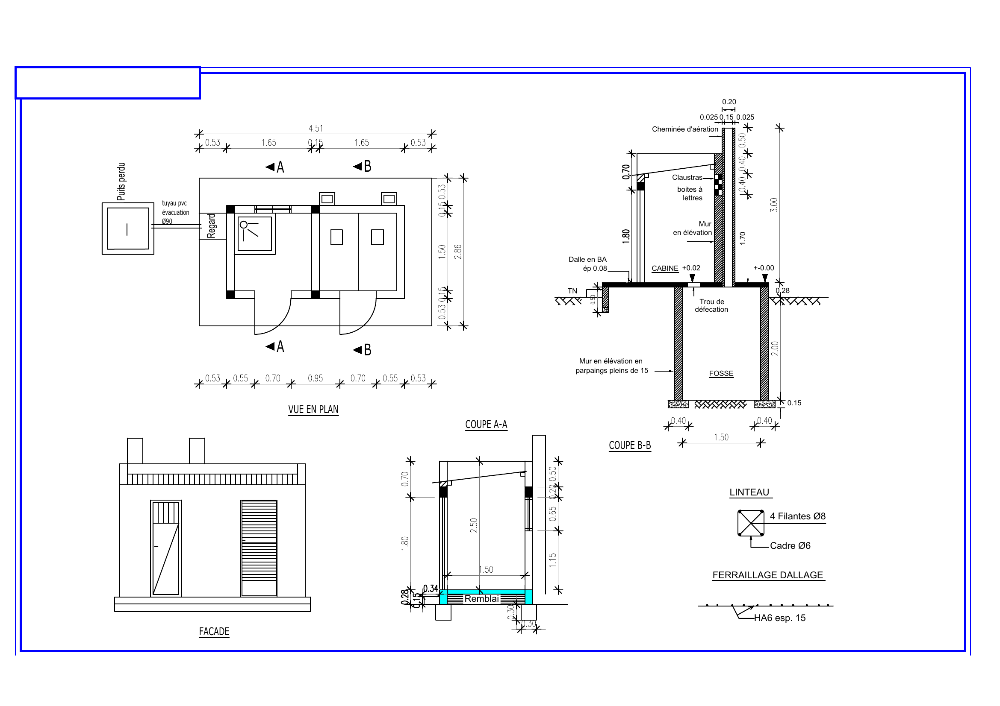 4.51
0.53 1.65 0.15 1.65 0.53
A
B
Puits perdu
tuyau pvc
évacuation
Ø90
Regard
0.53
0.15
1.50
2.86
0.15
0.53
A
B
0.53 0.55 0.70 0.95 0.70 0.55 0.53
VUE EN PLAN
0.20
0.025 0.15 0.025
Cheminée d'aération
0.50
0.40
0.40
3.00
0.70
Claustras
boites à
lettres
1.80
Mur
en élévation
1.70
Dalle en BA
ép 0.08
CABINE +0.02
+-0.00
TN
0.50
0.28
Trou de
défecation
2.00
Mur en élévation en
parpaings pleins de 15
FOSSE
0.15
0.40 0.40
1.50
COUPE B-B
COUPE A-A
0.70
0.50
0.20
0.65
2.50
1.80
1.15
1.50
0.34
0.28
0.15
Remblai
0.30
0.30
FACADE
LINTEAU
4 Filantes Ø8
Cadre Ø6
FERRAILLAGE DALLAGE
HA6 esp. 15